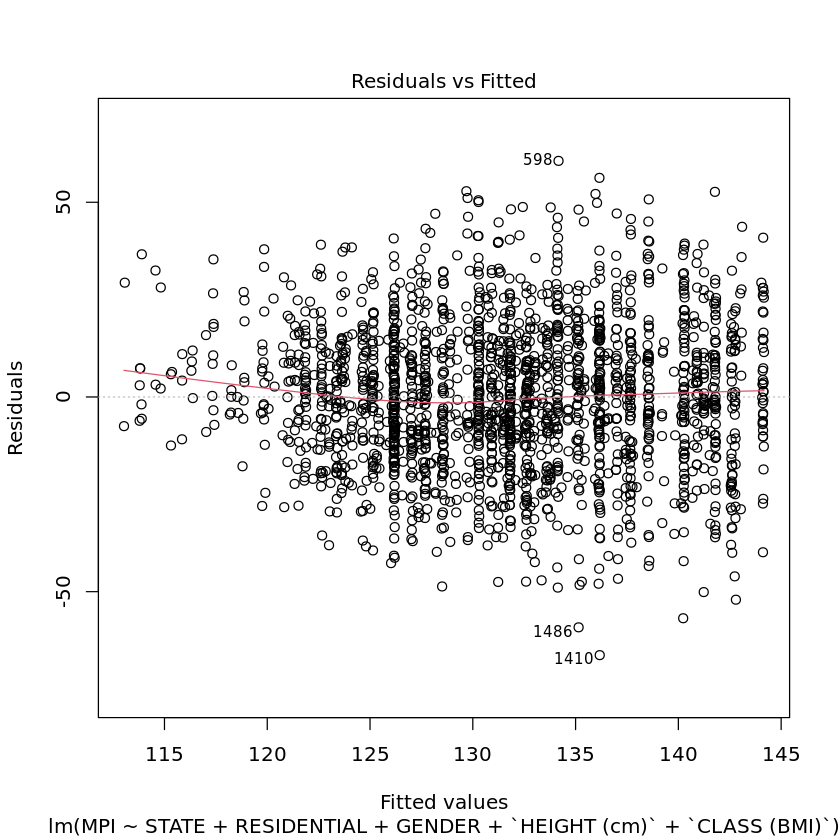 Residuals vs Fitted
598
1486
1410
50
0
-50
Residuals
115 120 125 130 135 140 145
Fitted values
lm(MPI ~ STATE + RESIDENTIAL + GENDER + `HEIGHT (cm)` + `CLASS (BMI)`)